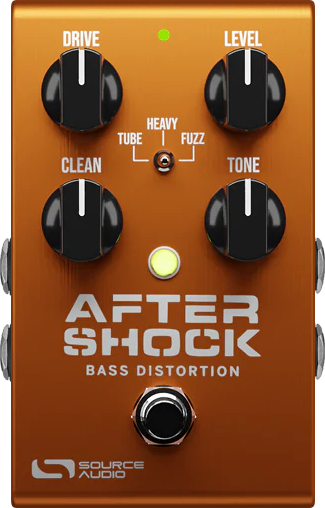 DRIVE
LEVEL
HEAVY
TUBE
FUZZ
CLEAN
TONE
AFTER
SHOCK
BASS DISTORTION
SOURCE
AUDIO